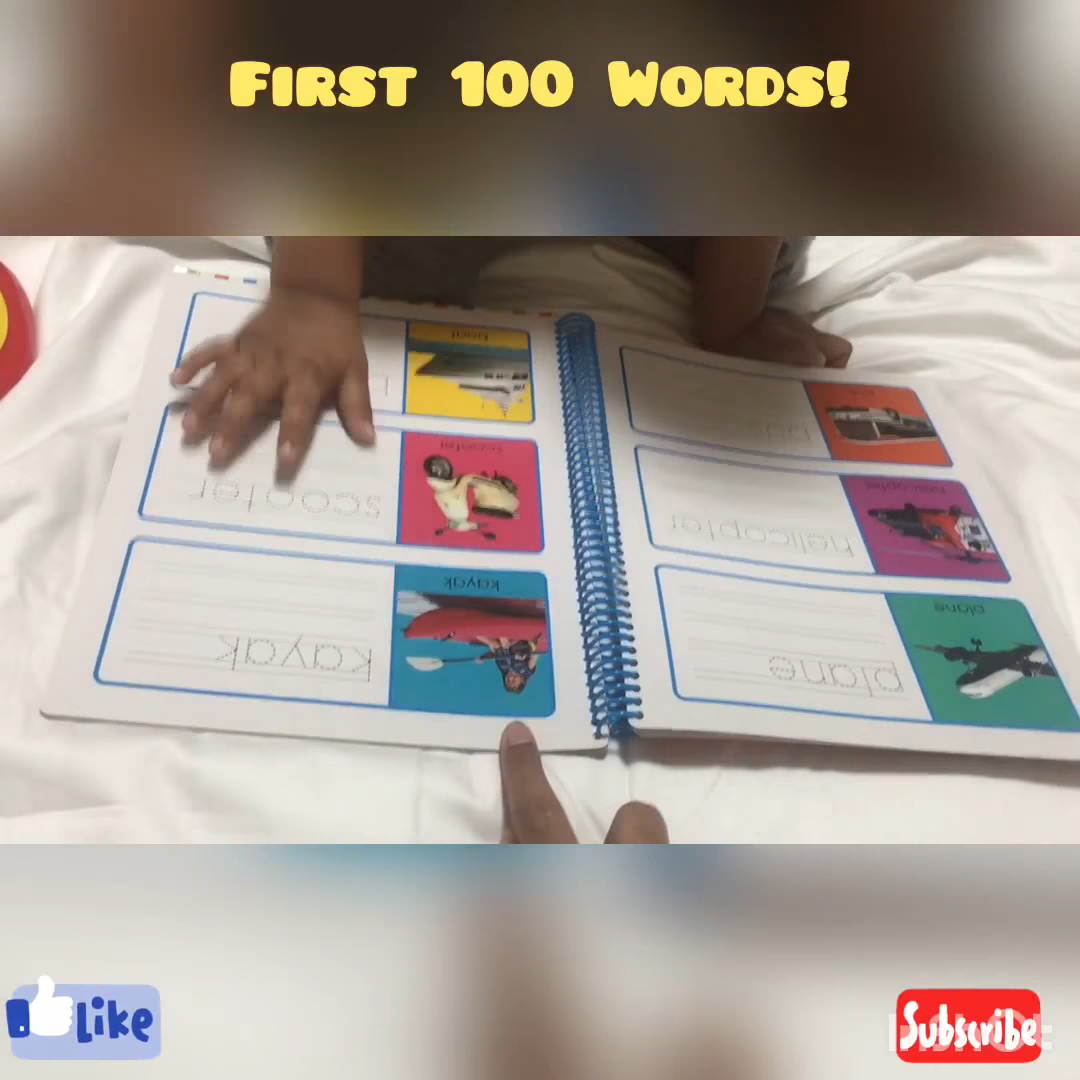 First 100 Words!
boat
scooter
scooter
kayak
kayak
helicopter
helicopter
plane
plane
Like
Subscribe